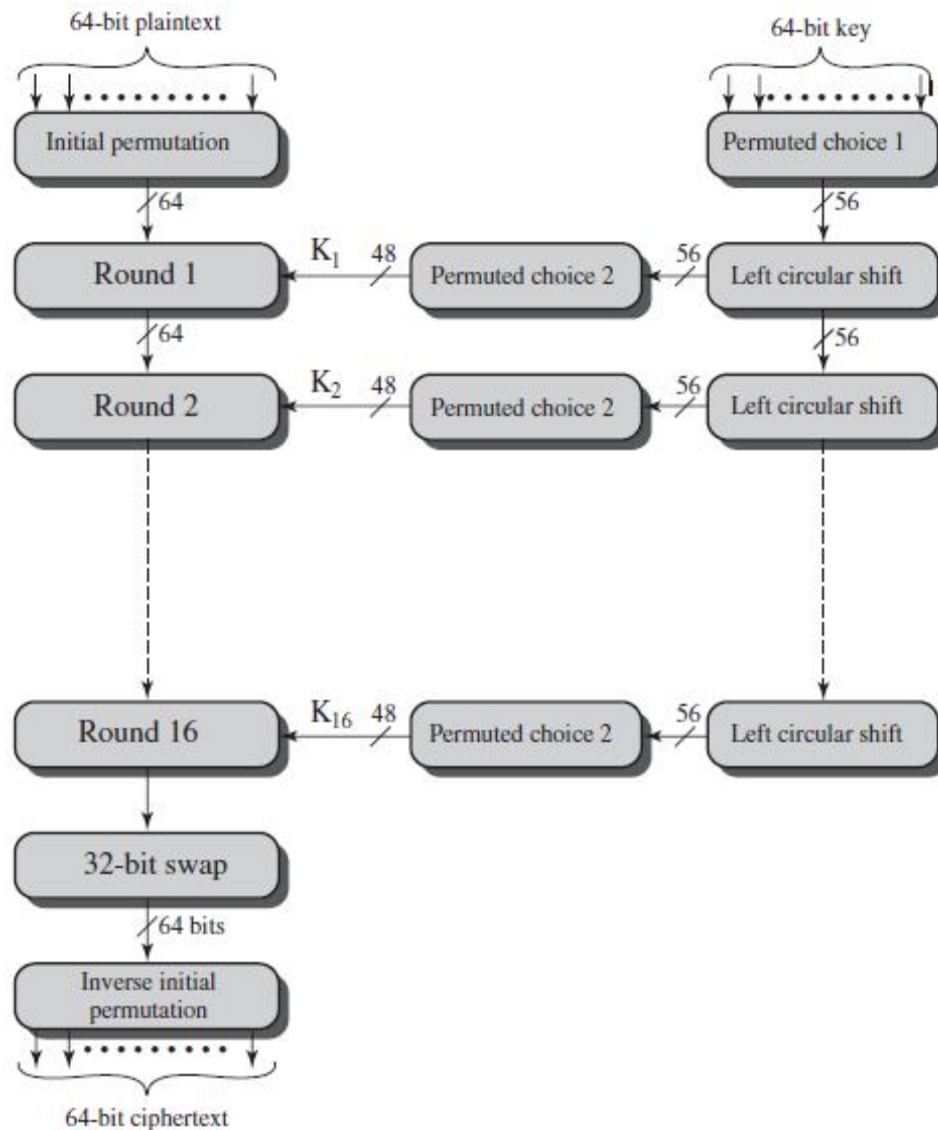 64-bit plaintext
64-bit key
Initial permutation
Permuted choice 1
64
56
Round 1
K1
48
Permuted choice 2
56
Left circular shift
64
56
Round 2
K2
48
Permuted choice 2
56
Left circular shift
Round 16
K16
48
Permuted choice 2
56
Left circular shift
32-bit swap
64 bits
Inverse initial
permutation
64-bit ciphertext